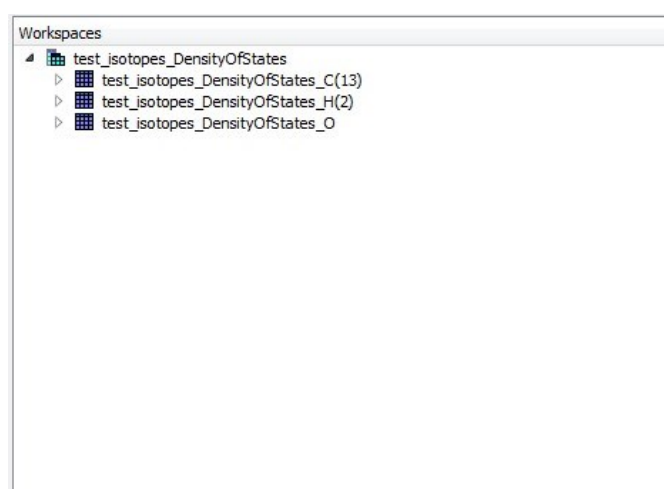 Workspaces
test_isotopes_DensityOfStates
test_isotopes_DensityOfStates_C(13)
test_isotopes_DensityOfStates_H(2)
test_isotopes_DensityOfStates_O